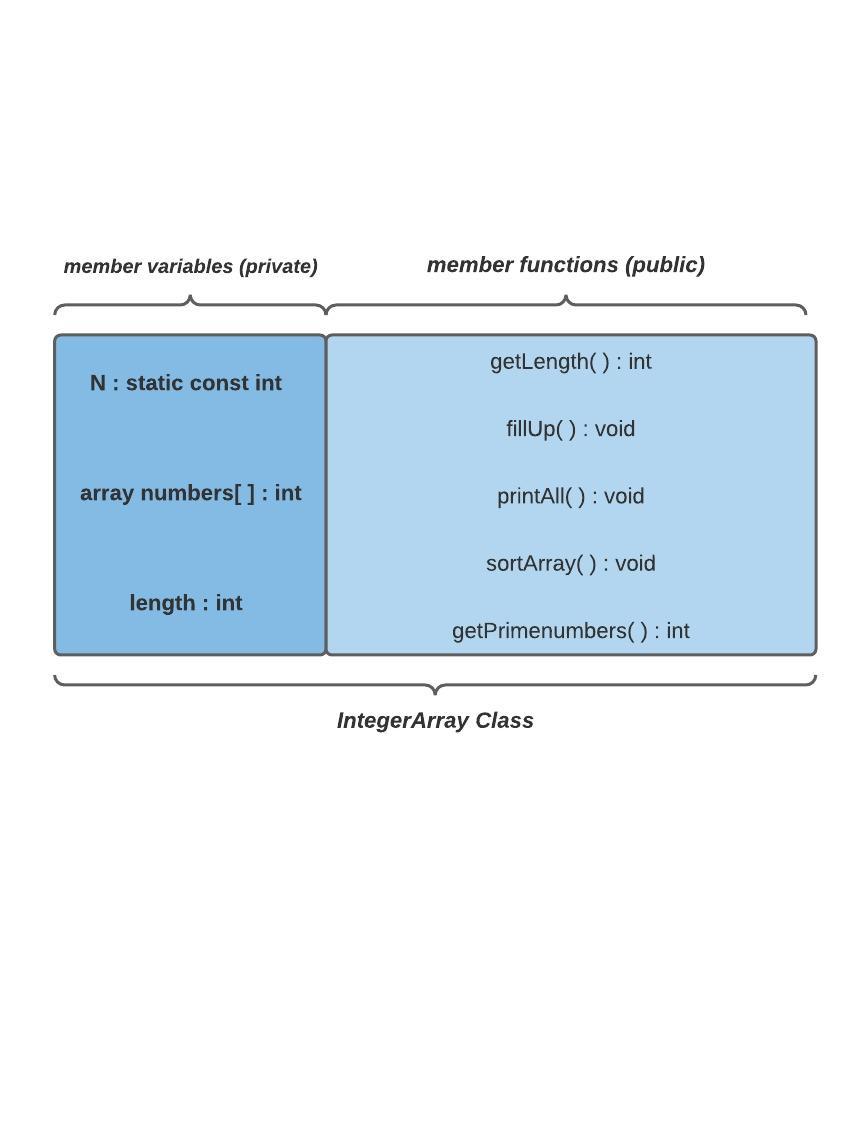 member variables (private)
member functions (public)
N : static const int
array numbers[ ] : int
length : int
getLength( ) : int
fillUp( ) : void
printAll( ) : void
sortArray( ) : void
getPrimenumbers( ) : int
IntegerArray Class